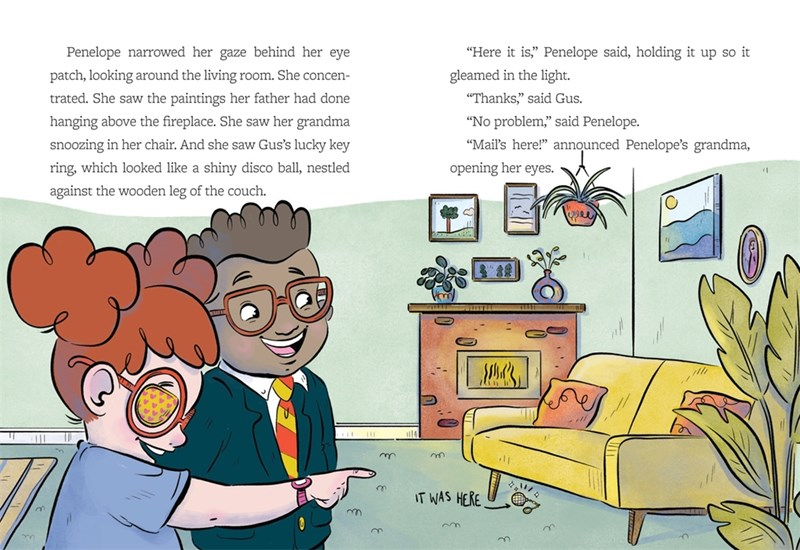 Penelope narrowed her gaze behind her eye
patch, looking around the living room. She concen-
trated. She saw the paintings her father had done
hanging above the fireplace. She saw her grandma
snoozing in her chair. And she saw Gus’s lucky key
ring, which looked like a shiny disco ball, nestled
against the wooden leg of the couch.
“Here it is,” Penelope said, holding it up so it
gleamed in the light.
“Thanks,” said Gus.
“No problem,” said Penelope.
“Mail’s here!” announced Penelope’s grandma,
opening her eyes.
IT WAS HERE